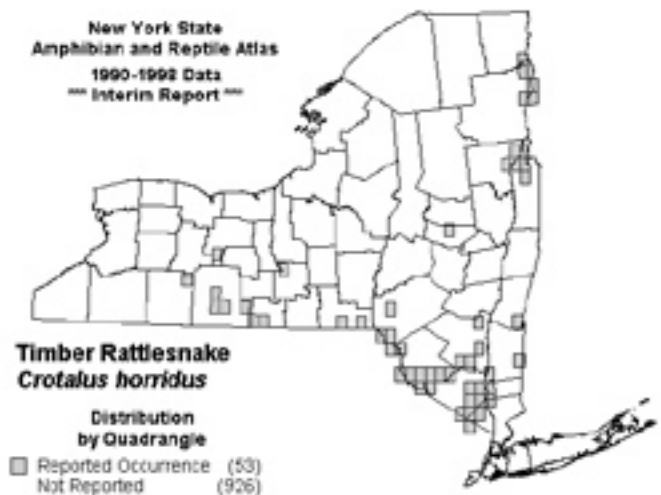 New York State
Amphibian and Reptile Atlas
1990-1998 Data
*** Interim Report ***
Timber Rattlesnake
Crotalus horridus
Distribution
by Quadrangle
Reported Occurrence (53)
Not Reported (926)